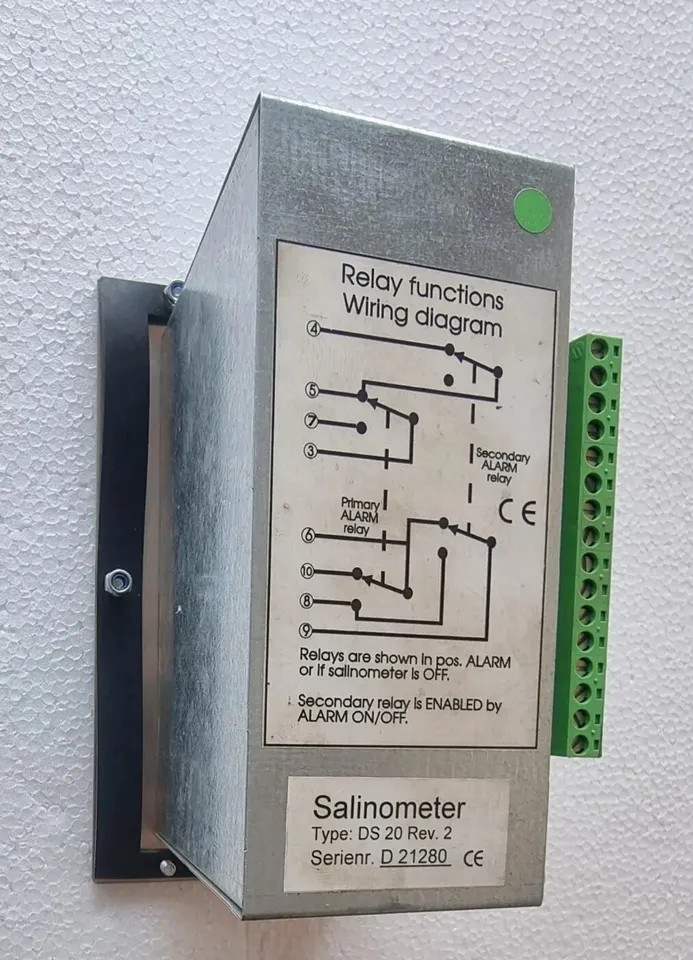 Relay functions
Wiring diagram
④
⑤
⑦
③
Secondary
ALARM
relay
CE
Primary
ALARM
relay
⑥
⑩
⑧
⑨
Relays are shown in pos. ALARM
or if salinometer is OFF.
Secondary relay is ENABLED by
ALARM ON/OFF.
Salinometer
Type: DS 20 Rev. 2
Serienr. D 21280 CE